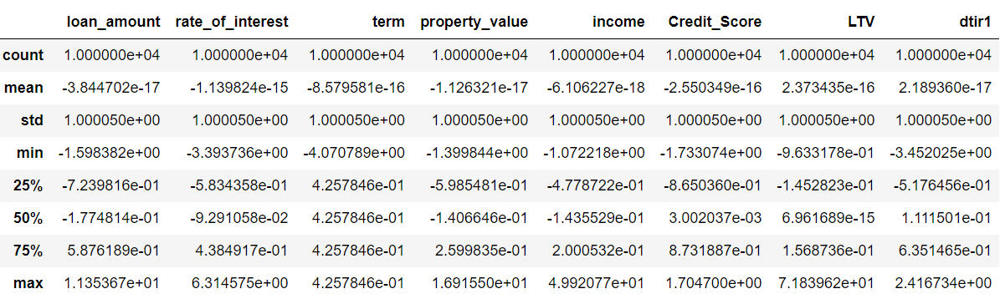 loan_amount rate_of_interest term property_value income Credit_Score LTV dtir1
count 1.000000e+04 1.000000e+04 1.000000e+04 1.000000e+04 1.000000e+04 1.000000e+04 1.000000e+04 1.000000e+04
mean -3.844702e-17 -1.139824e-15 -8.579581e-16 -1.126321e-17 -6.106227e-18 -2.550349e-16 2.373435e-16 2.189360e-17
std 1.000050e+00 1.000050e+00 1.000050e+00 1.000050e+00 1.000050e+00 1.000050e+00 1.000050e+00 1.000050e+00
min -1.598382e+00 -3.393736e+00 -4.070789e+00 -1.399844e+00 -1.072218e+00 -1.733074e+00 -9.633178e-01 -3.452025e+00
25% -7.239816e-01 -5.834358e-01 4.257846e-01 -5.985481e-01 -4.778722e-01 -8.650360e-01 -1.452823e-01 -5.176456e-01
50% -1.774814e-01 -9.291058e-02 4.257846e-01 -1.406646e-01 -1.435529e-01 3.002037e-03 6.961689e-15 1.111501e-01
75% 5.876189e-01 4.384917e-01 4.257846e-01 2.599835e-01 2.000532e-01 8.731887e-01 1.568736e-01 6.351465e-01
max 1.135367e+01 6.314575e+00 4.257846e-01 1.691550e+01 4.992077e+01 1.704700e+00 7.183962e+01 2.416734e+00